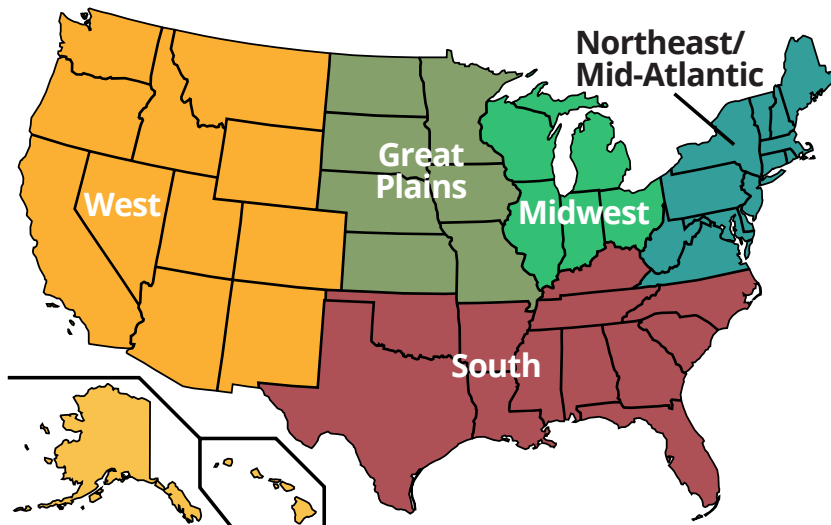 Northeast/
Mid-Atlantic
Great
Plains
West
Midwest
South